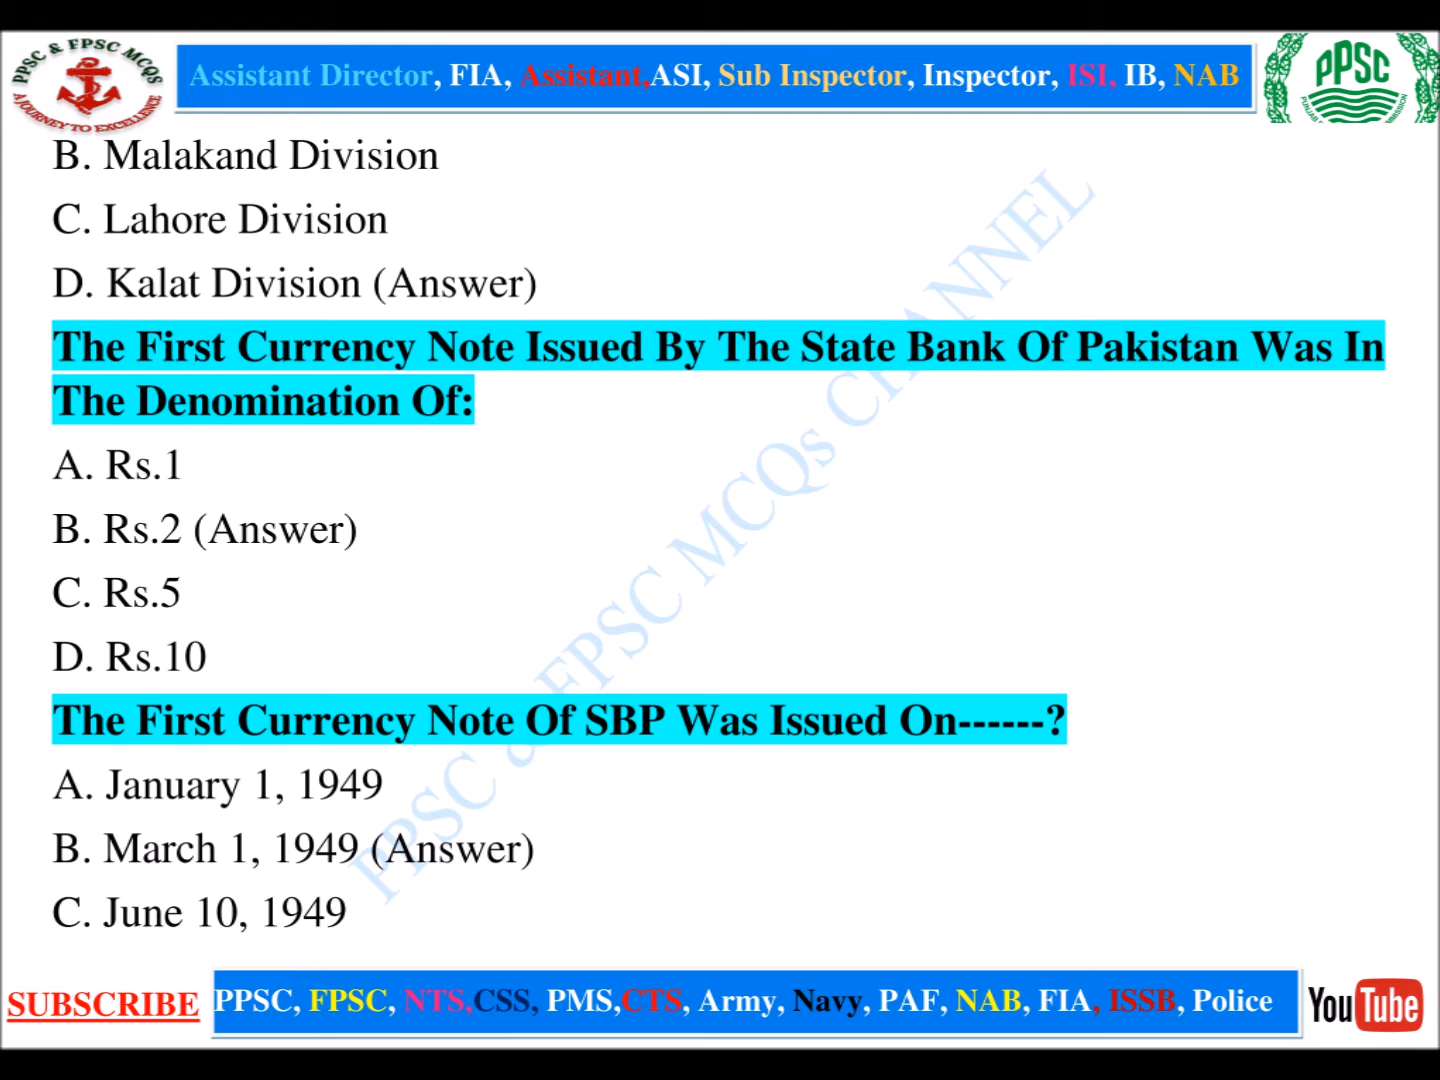 PPSC & FPSC MCQS
A JOURNEY TO EXCELLENCE
Assistant Director, FIA, Assistant,ASI, Sub Inspector, Inspector, ISI, IB, NAB
PPSC
B. Malakand Division
C. Lahore Division
D. Kalat Division (Answer)
The First Currency Note Issued By The State Bank Of Pakistan Was In
The Denomination Of:
A. Rs.1
B. Rs.2 (Answer)
C. Rs.5
D. Rs.10
The First Currency Note Of SBP Was Issued On------?
A. January 1, 1949
B. March 1, 1949 (Answer)
C. June 10, 1949
PPSC & FPSC MCQs CHANNEL
SUBSCRIBE
PPSC, FPSC, NTS,CSS, PMS,CTS, Army, Navy, PAF, NAB, FIA, ISSB, Police
YouTube